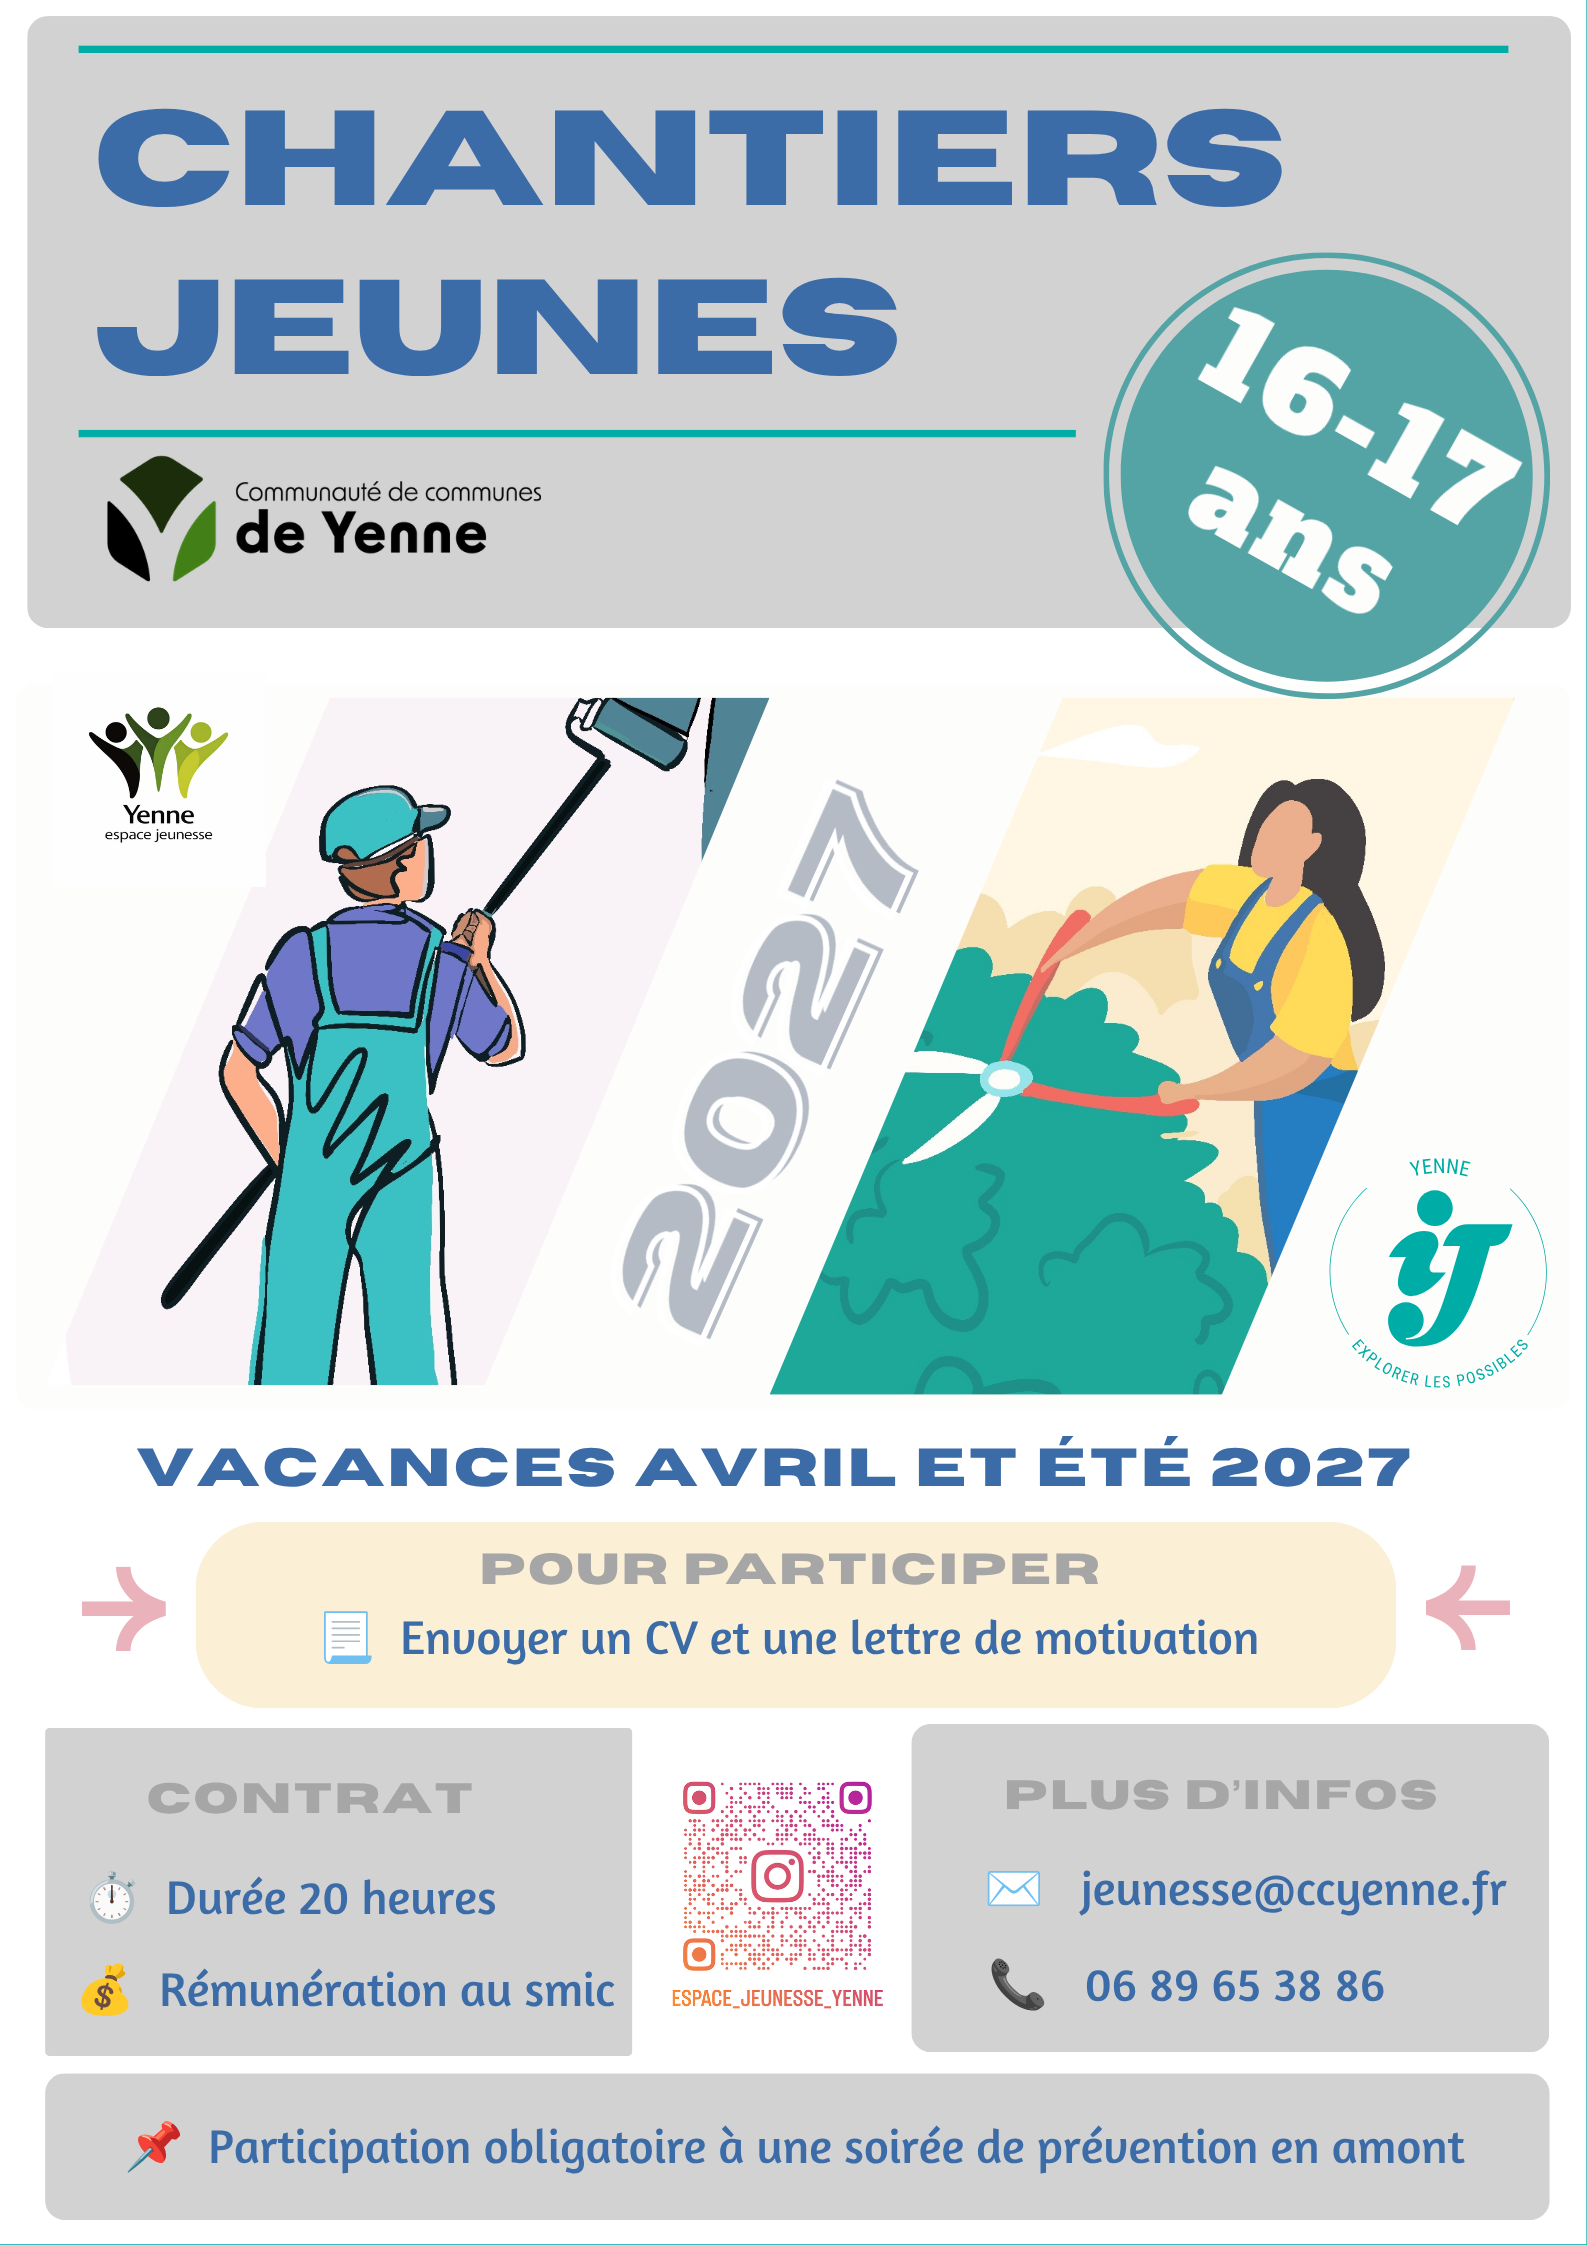 CHANTIERS
JEUNES
16-17
ans
Communauté de communes
de Yenne
Yenne
espace jeunesse
2027
YENNE
iJ
EXPLORER LES POSSIBLES
VACANCES AVRIL ET ÉTÉ 2027
POUR PARTICIPER
Envoyer un CV et une lettre de motivation
CONTRAT
Durée 20 heures
Rémunération au smic
ESPACE_JEUNESSE_YENNE
PLUS D'INFOS
jeunesse@ccyenne.fr
06 89 65 38 86
Participation obligatoire à une soirée de prévention en amont